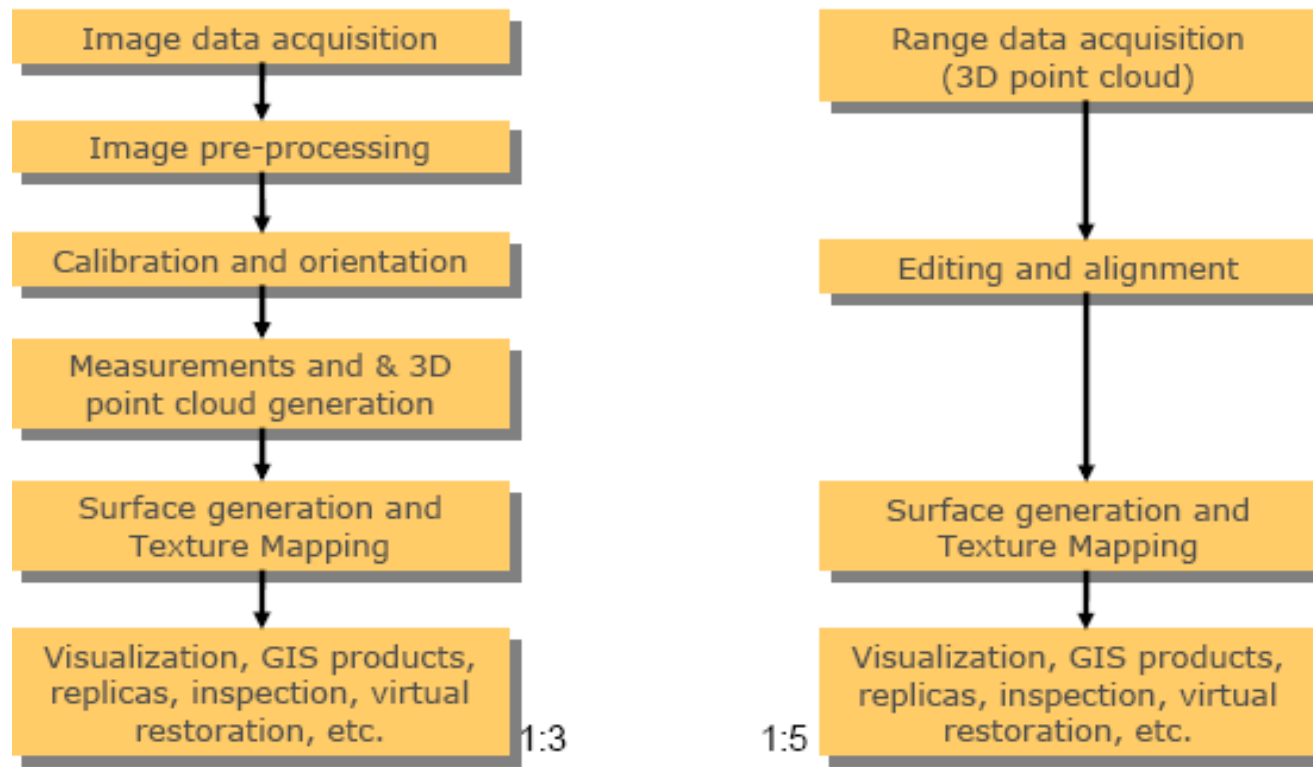 Image data acquisition
Image pre-processing
Calibration and orientation
Measurements and & 3D
point cloud generation
Surface generation and
Texture Mapping
Visualization, GIS products,
replicas, inspection, virtual
restoration, etc.
1:3
Range data acquisition
(3D point cloud)
Editing and alignment
Surface generation and
Texture Mapping
Visualization, GIS products,
replicas, inspection, virtual
restoration, etc.
1:5